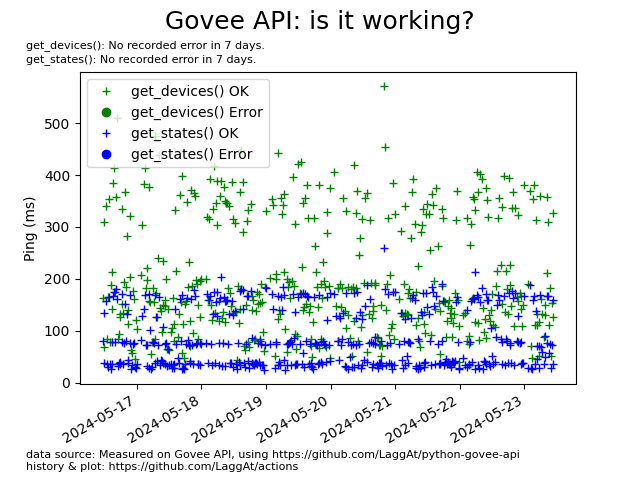 Govee API: is it working?
get_devices(): No recorded error in 7 days.
get_states(): No recorded error in 7 days.
get_devices() OK
get_devices() Error
get_states() OK
get_states() Error
Ping (ms)
500
400
300
200
100
0
2024-05-17
2024-05-18
2024-05-19
2024-05-20
2024-05-21
2024-05-22
2024-05-23
data source: Measured on Govee API, using https://github.com/LaggAt/python-govee-api
history & plot: https://github.com/LaggAt/actions